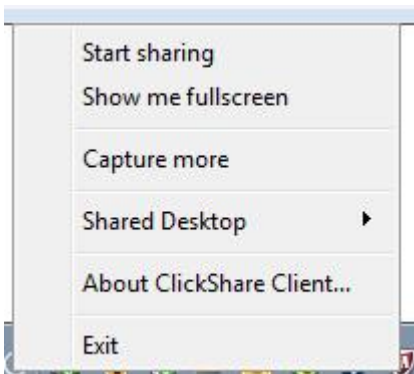 Start sharing
Show me fullscreen
Capture more
Shared Desktop
About ClickShare Client...
Exit